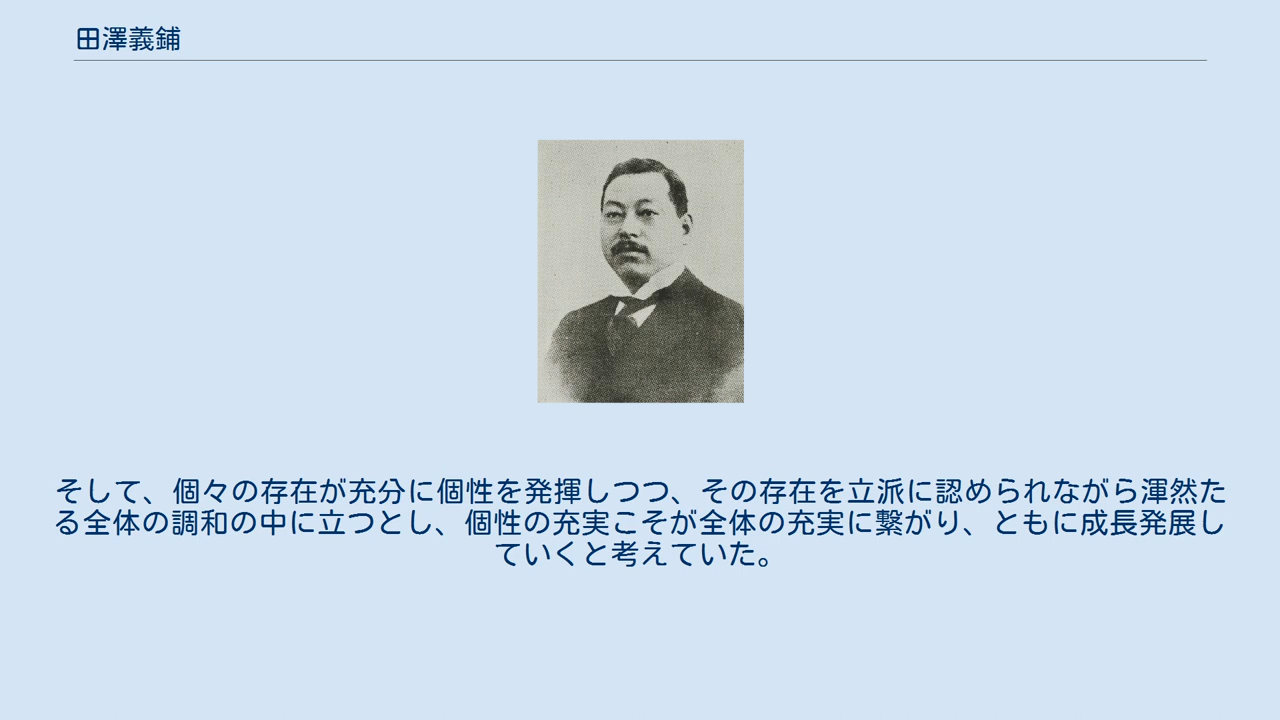 田澤義鋪
そして、個々の存在が充分に個性を発揮しつつ、その存在を立派に認められながら渾然た
る全体の調和の中に立つとし、個性の充実こそが全体の充実に繋がり、ともに成長発展し
ていくと考えていた。